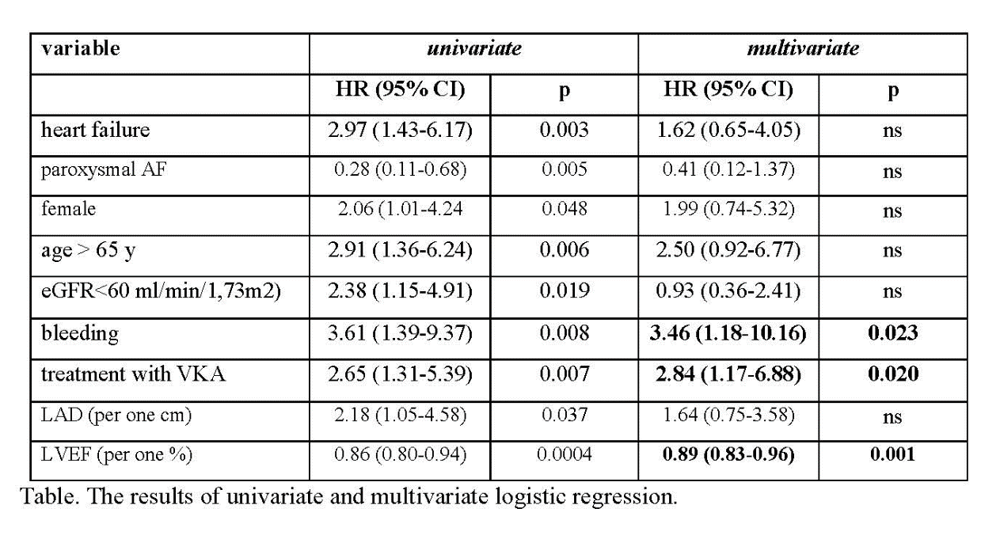 variable univariate multivariate
HR (95% CI) p HR (95% CI) p
heart failure 2.97 (1.43-6.17) 0.003 1.62 (0.65-4.05) ns
paroxysmal AF 0.28 (0.11-0.68) 0.005 0.41 (0.12-1.37) ns
female 2.06 (1.01-4.24 0.048 1.99 (0.74-5.32) ns
age > 65 y 2.91 (1.36-6.24) 0.006 2.50 (0.92-6.77) ns
eGFR<60 ml/min/1,73m2) 2.38 (1.15-4.91) 0.019 0.93 (0.36-2.41) ns
bleeding 3.61 (1.39-9.37) 0.008 3.46 (1.18-10.16) 0.023
treatment with VKA 2.65 (1.31-5.39) 0.007 2.84 (1.17-6.88) 0.020
LAD (per one cm) 2.18 (1.05-4.58) 0.037 1.64 (0.75-3.58) ns
LVEF (per one %) 0.86 (0.80-0.94) 0.0004 0.89 (0.83-0.96) 0.001
Table. The results of univariate and multivariate logistic regression.